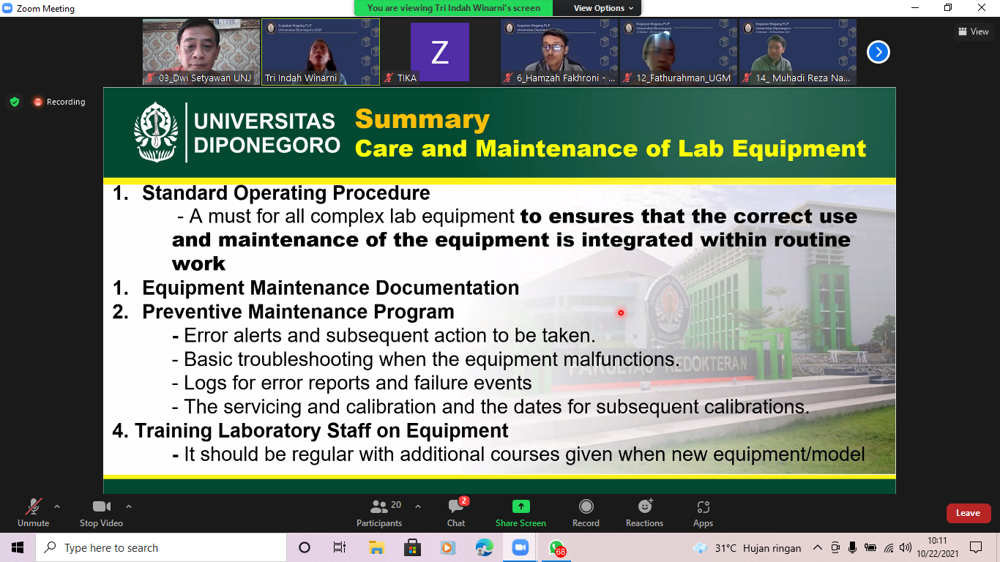 Zoom Meeting
You are viewing Tri Indah Winarni's screen
View Options
03_Dwi Setyawan UNJ
Tri Indah Winarni
Z
TIKA
6_Hamzah Fakhroni - ...
12_Fathurahman_UGM
14_ Muhadi Reza Na...
View
Recording
UNIVERSITAS
DIPONEGORO
Summary
Care and Maintenance of Lab Equipment
1. Standard Operating Procedure
- A must for all complex lab equipment to ensures that the correct use
and maintenance of the equipment is integrated within routine
work
1. Equipment Maintenance Documentation
2. Preventive Maintenance Program
- Error alerts and subsequent action to be taken.
- Basic troubleshooting when the equipment malfunctions.
- Logs for error reports and failure events
- The servicing and calibration and the dates for subsequent calibrations.
4. Training Laboratory Staff on Equipment
- It should be regular with additional courses given when new equipment/model
FAKULTAS KEDOKTERAN
Unmute
Stop Video
20
Participants
2
Chat
Share Screen
Record
Reactions
Apps
Leave
Type here to search
68
31°C Hujan ringan
10:11
10/22/2021